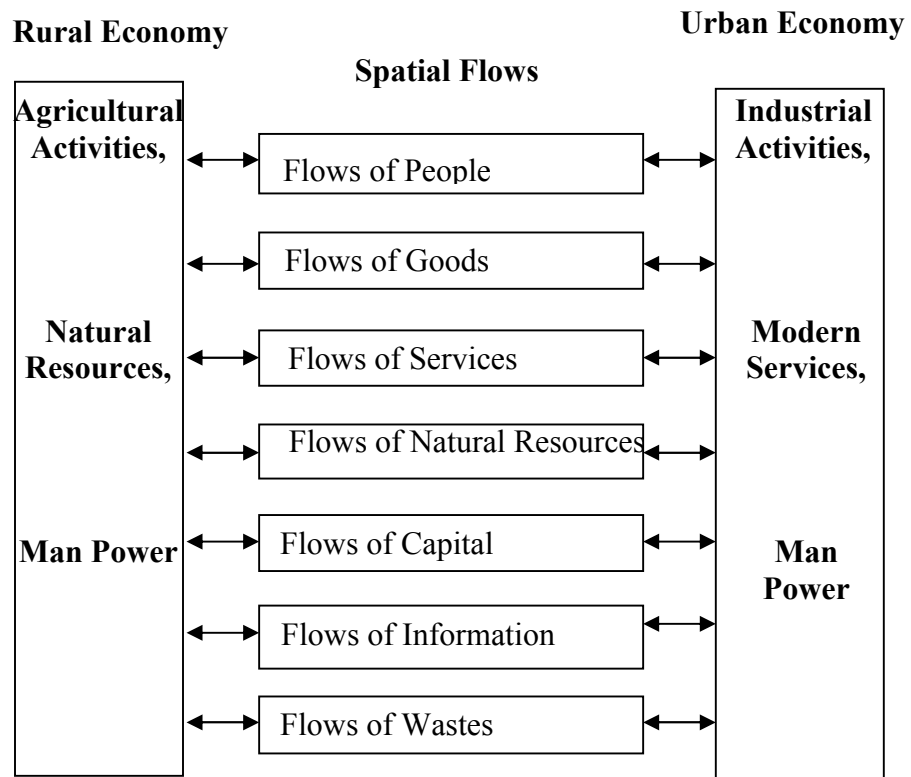 Rural Economy
Urban Economy
Spatial Flows
Agricultural
Activities,
Natural
Resources,
Man Power
Flows of People
Flows of Goods
Flows of Services
Flows of Natural Resources
Flows of Capital
Flows of Information
Flows of Wastes
Industrial
Activities,
Modern
Services,
Man
Power